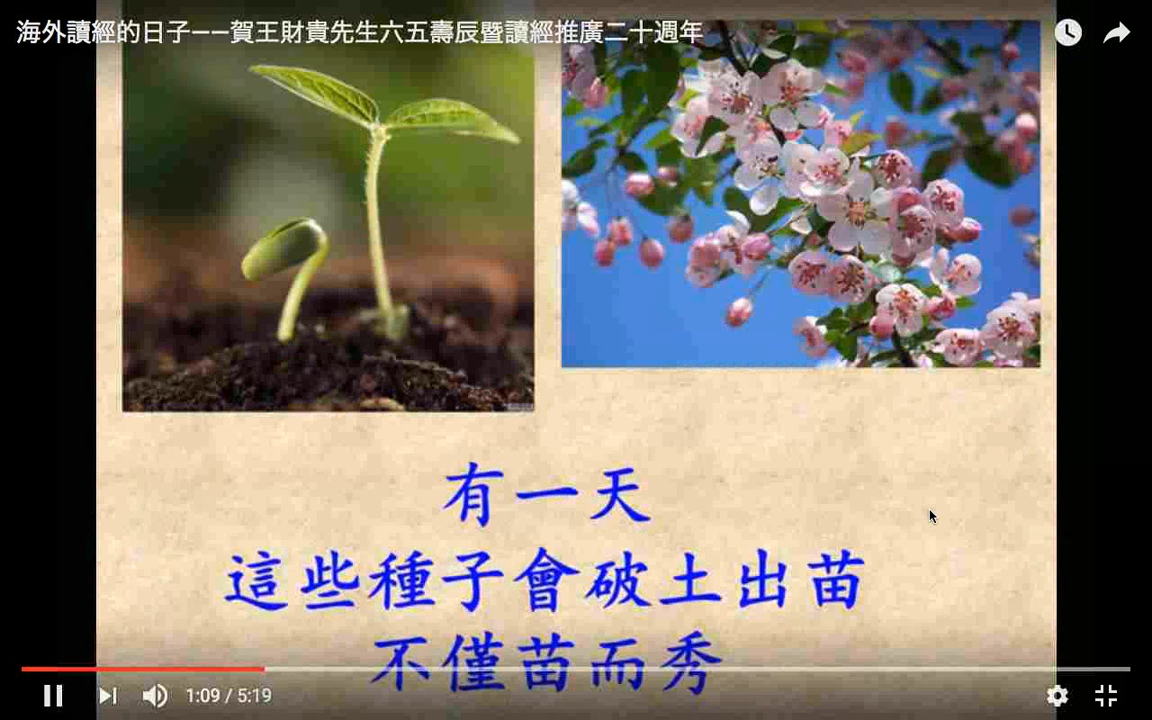 海外讀經的日子——賀王財貴先生六五壽辰暨讀經推廣二十週年
有一天
這些種子會破土出苗
不僅苗而秀
1:09 / 5:19